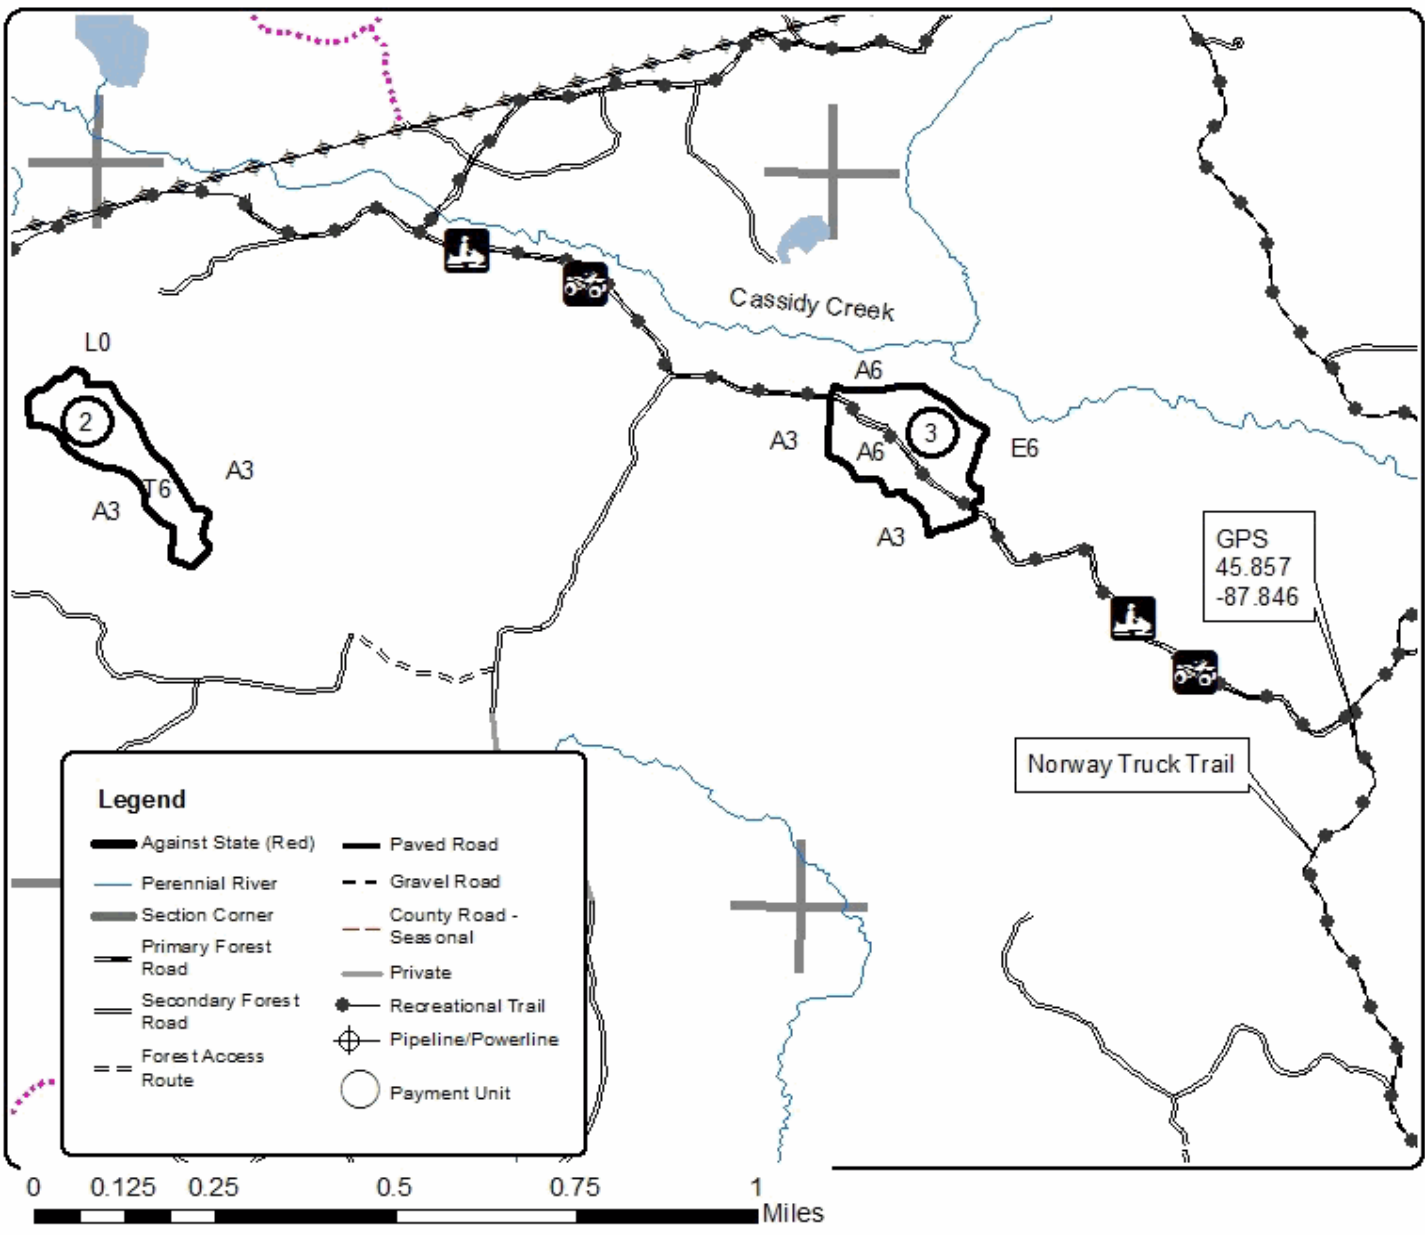 Cassidy Creek
L0
A6
2
3
A3
E6
A3
A6
T6
A3
A3
GPS
45.857
-87.846
Norway Truck Trail
Legend
Against State (Red)
Perennial River
Section Corner
Primary Forest
Road
Secondary Forest
Road
Forest Access
Route
Paved Road
Gravel Road
County Road -
Seasonal
Private
Recreational Trail
Pipeline/Powerline
Payment Unit
0 0.125 0.25 0.5 0.75 1
Miles